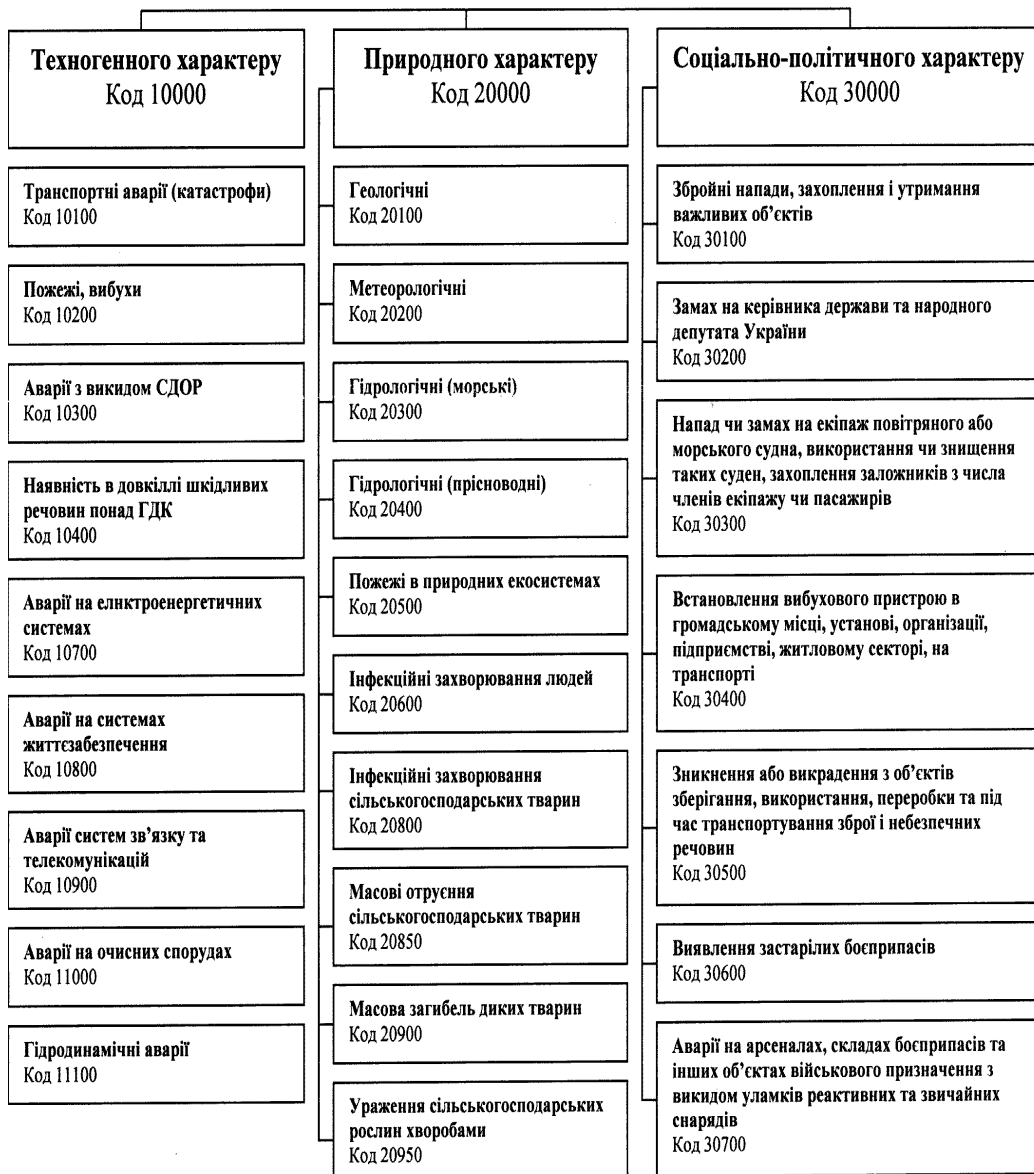 Техногенного характеру
Код 10000
Транспортні аварії (катастрофи)
Код 10100
Пожежі, вибухи
Код 10200
Аварії з викидом СДОР
Код 10300
Наявність в довкіллі шкідливих
речовин понад ГДК
Код 10400
Аварії на елнктроенергетичних
системах
Код 10700
Аварії на системах
життєзабезпечення
Код 10800
Аварії систем зв’язку та
телекомунікацій
Код 10900
Аварії на очисних спорудах
Код 11000
Гідродинамічні аварії
Код 11100
Природного характеру
Код 20000
Геологічні
Код 20100
Метеорологічні
Код 20200
Гідрологічні (морські)
Код 20300
Гідрологічні (прісноводні)
Код 20400
Пожежі в природних екосистемах
Код 20500
Інфекційні захворювання людей
Код 20600
Інфекційні захворювання
сільськогосподарських тварин
Код 20800
Масові отруєння
сільськогосподарських тварин
Код 20850
Масова загибель диких тварин
Код 20900
Ураження сільськогосподарських
рослин хворобами
Код 20950
Соціально-політичного характеру
Код 30000
Збройні напади, захоплення і утримання
важливих об’єктів
Код 30100
Замах на керівника держави та народного
депутата України
Код 30200
Напад чи замах на екіпаж повітряного або
морського судна, використання чи знищення
таких суден, захоплення заложників з числа
членів екіпажу чи пасажирів
Код 30300
Встановлення вибухового пристрою в
громадському місці, установі, організації,
підприємстві, житловому секторі, на
транспорті
Код 30400
Зникнення або викрадення з об’єктів
зберігання, використання, переробки та під
час транспортування зброї і небезпечних
речовин
Код 30500
Виявлення застарілих боєприпасів
Код 30600
Аварії на арсеналах, складах боєприпасів та
інших об’єктах військового призначення з
викидом уламків реактивних та звичайних
снарядів
Код 30700